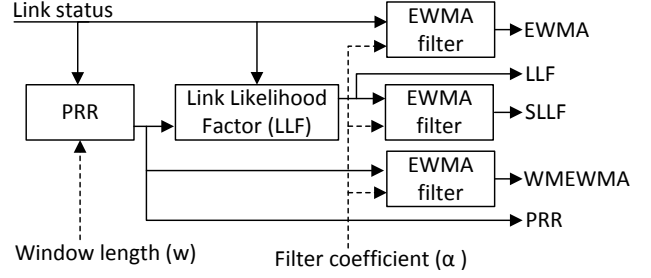 Link status
EWMA
filter
EWMA
LLF
PRR
Link Likelihood
Factor (LLF)
EWMA
filter
SLLF
EWMA
filter
WMEWMA
PRR
Window length (w)
Filter coefficient (α )